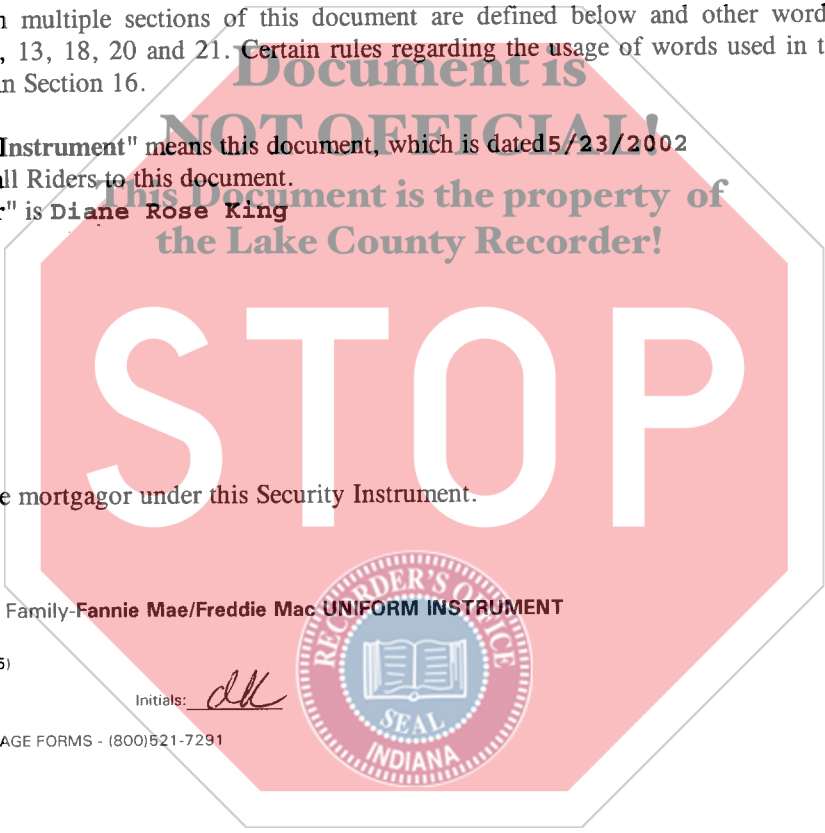 n multiple sections of this document are defined below and other word
, 13, 18, 20 and 21. Certain rules regarding the usage of words used in t
in Section 16.
Document is
NOT OFFICIAL!
Instrument" means this document, which is dated 5/23/2002
all Riders to this document.
This Document is the property of
r" is Diane Rose King
the Lake County Recorder!
STOP
e mortgagor under this Security Instrument.
RECORDER'S OFFICE
Family-Fannie Mae/Freddie Mac UNIFORM INSTRUMENT
5)
Initials: dk
SEAL
INDIANA
AGE FORMS - (800)521-7291